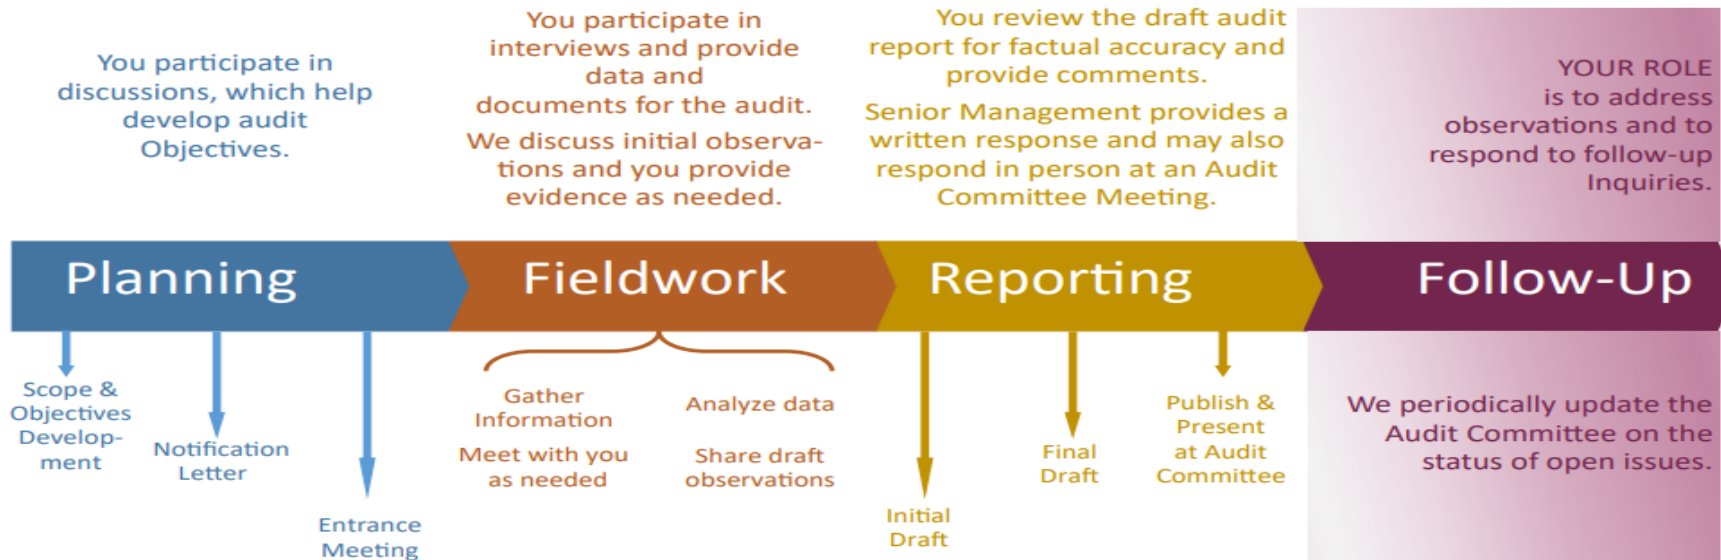 You participate in
discussions, which help
develop audit
Objectives.
You participate in
interviews and provide
data and
documents for the audit.
We discuss initial observa-
tions and you provide
evidence as needed.
You review the draft audit
report for factual accuracy and
provide comments.
Senior Management provides a
written response and may also
respond in person at an Audit
Committee Meeting.
YOUR ROLE
is to address
observations and to
respond to follow-up
Inquiries.
Planning
Fieldwork
Reporting
Follow-Up
Scope &
Objectives
Develop-
ment
Notification
Letter
Entrance
Meeting
Gather
Information
Meet with you
as needed
Analyze data
Share draft
observations
Initial
Draft
Final
Draft
Publish &
Present
at Audit
Committee
We periodically update the
Audit Committee on the
status of open issues.